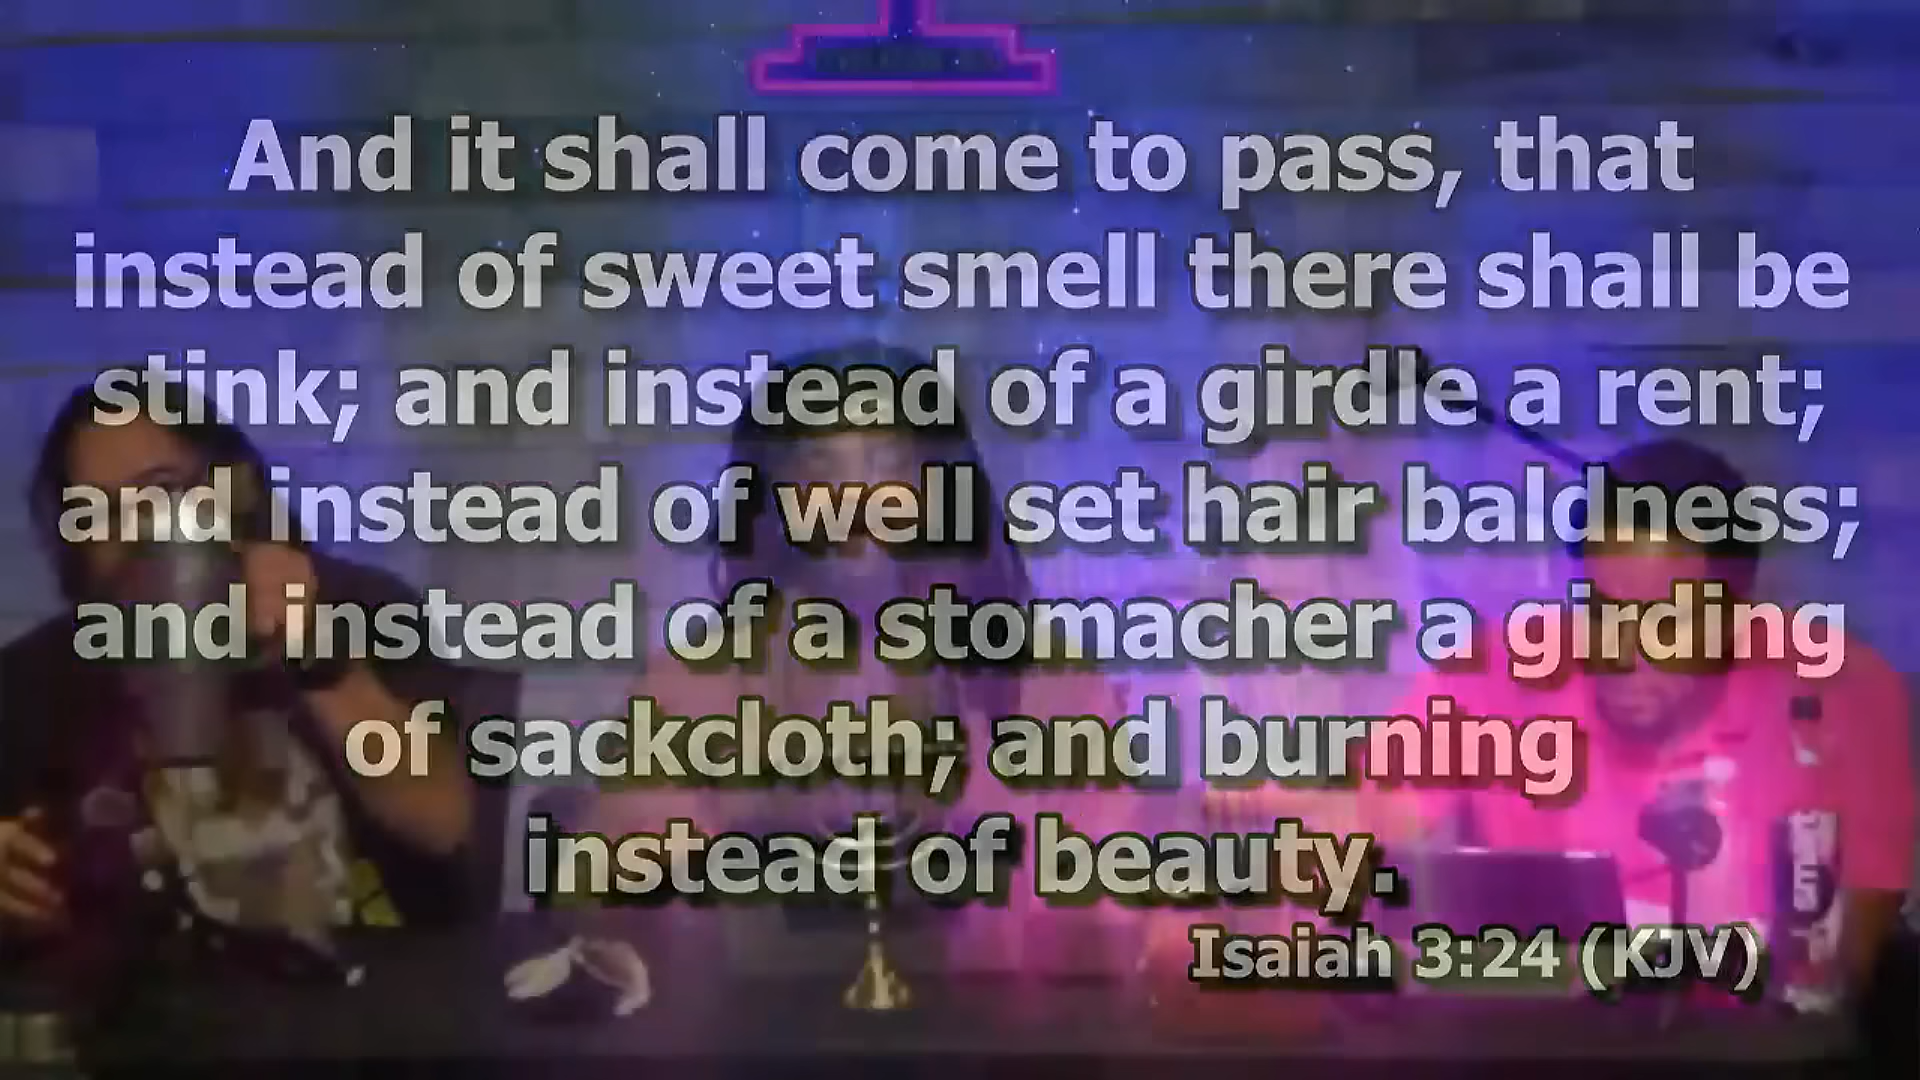 And it shall come to pass, that
instead of sweet smell there shall be
stink; and instead of a girdle a rent;
and instead of well set hair baldness;
and instead of a stomacher a girding
of sackcloth; and burning
instead of beauty.
Isaiah 3:24 (KJV)